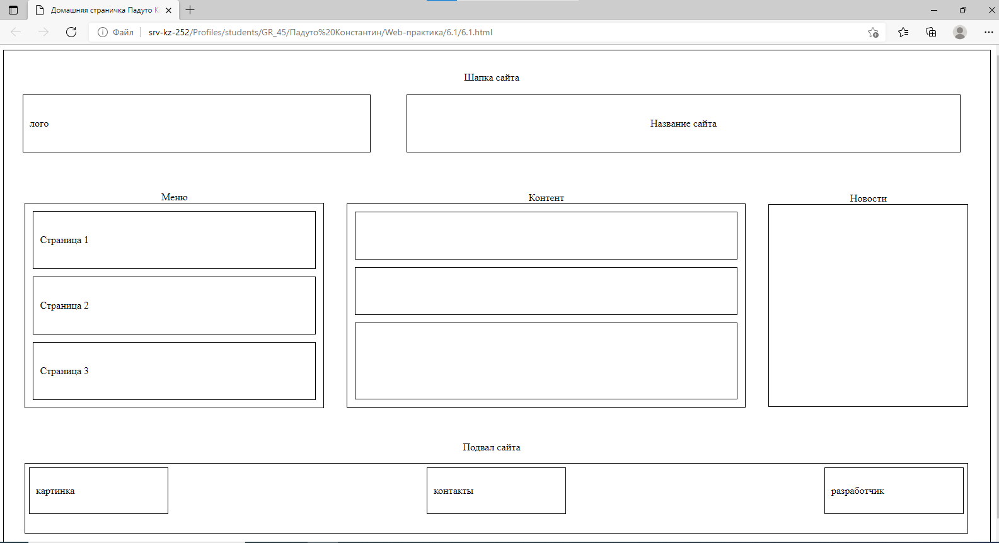 Домашняя страничка Падуто К
Файл srv-kz-252/Profiles/students/GR_45/Падуто%20Константин/Web-практика/6.1/6.1.html
Шапка сайта
лого
Название сайта
Меню
Страница 1
Страница 2
Страница 3
Контент
Новости
Подвал сайта
картинка
контакты
разработчик